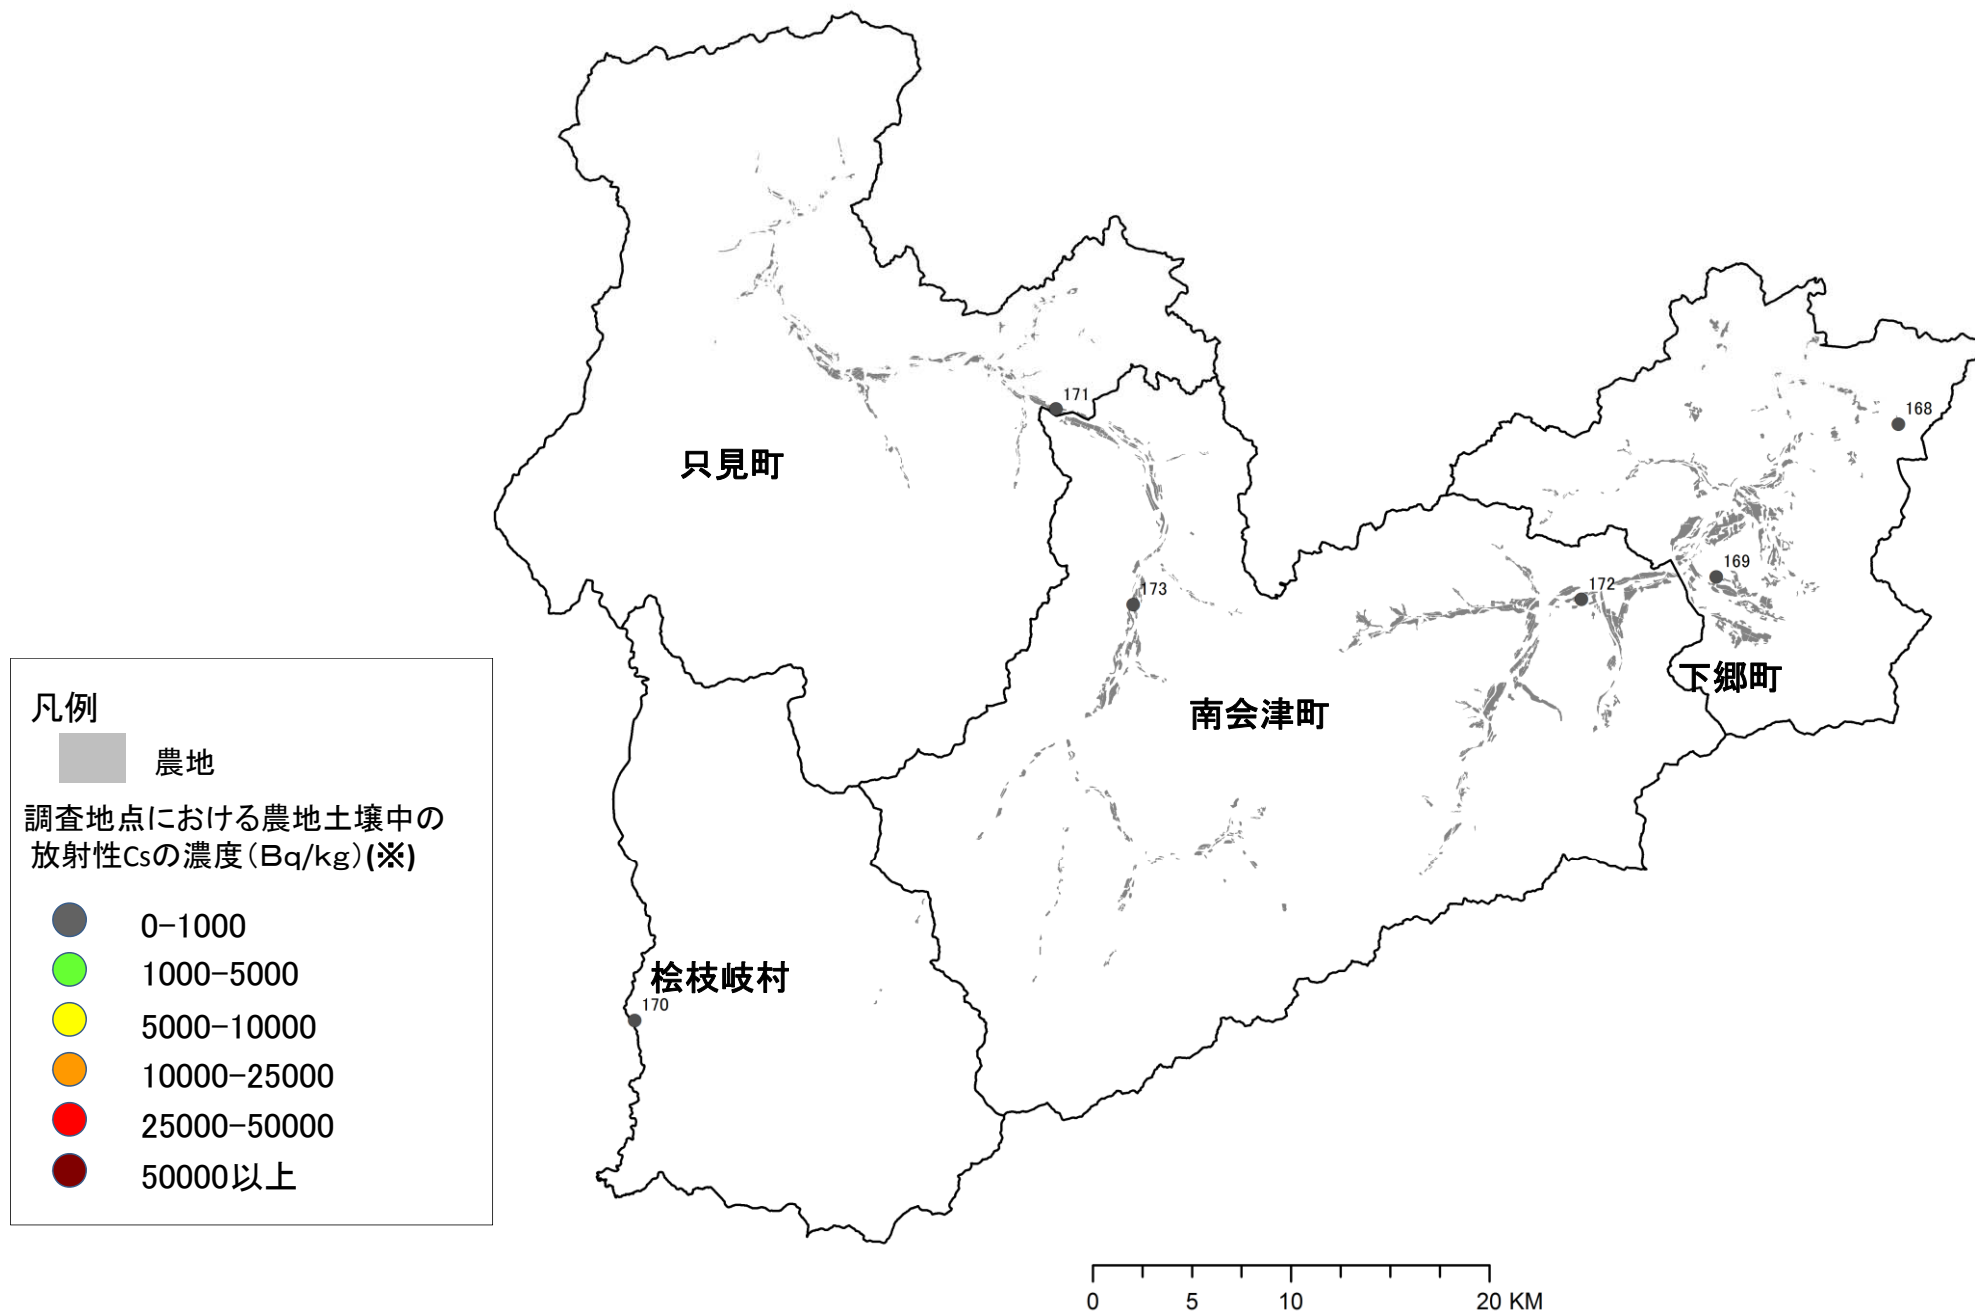 171
168
只見町
169
172
173
下郷町
南会津町
凡例
農地
調査地点における農地土壌中の
放射性Csの濃度(Bq/kg)(※)
0-1000
1000-5000
5000-10000
10000-25000
25000-50000
50000以上
桧枝岐村
170
0 5 10 20 KM